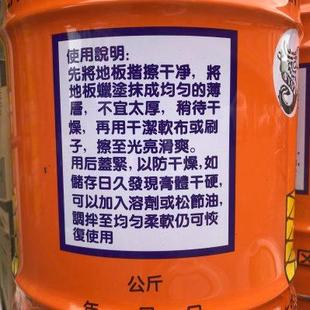 使用說明:
先將地板揩擦干凈，將
地板蠟塗抹成均勻的薄
層，不宜太厚，稍待干
燥，再用干潔軟布或刷
子，擦至光亮滑爽。
用后蓋緊，以防干燥，如
儲存日久發現膏體干硬，
可以加入溶劑或松節油，
調拌至均勻柔軟仍可恢
復使用
公斤
年